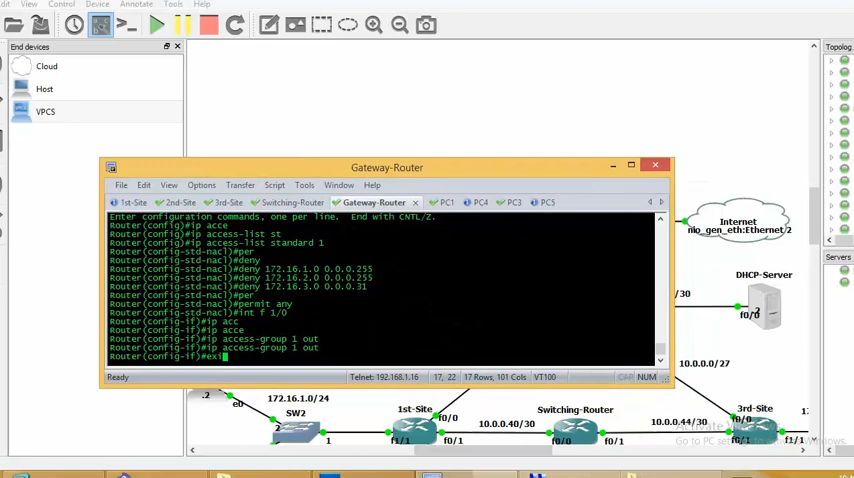 dit View Control Device Annotate Tools Help
End devices
Cloud
Host
VPCS
VPCS
Topolog
Gateway-Router
File Edit View Options Transfer Script Tools Window Help
1st-Site 2nd-Site 3rd-Site Switching-Router Gateway-Router PC1 PC4 PC3 PC5
Enter configuration commands, one per line. End with CNTL/Z.
Router(config)#ip acce
Router(config)#ip access-list st
Router(config)#ip access-list standard 1
Router(config-std-nacl)#per
Router(config-std-nacl)#deny
Router(config-std-nacl)#deny 172.16.1.0 0.0.0.255
Router(config-std-nacl)#deny 172.16.2.0 0.0.0.255
Router(config-std-nacl)#deny 172.16.3.0 0.0.0.31
Router(config-std-nacl)#per
Router(config-std-nacl)#permit any
Router(config-std-nacl)#int f 1/0
Router(config-if)#ip acc
Router(config-if)#ip acce
Router(config-if)#ip access-group 1 out
Router(config-if)#ip access-group 1 out
Router(config-if)#exi
Ready Telnet: 192.168.1.16 17, 22 17 Rows, 101 Cols VT100 CAP NUM
Internet
nio_gen_eth:Ethernet 2
Servers
DHCP-Server
/30
f0/0
10.0.0.0/27
.2
e0
172.16.1.0/24
SW2
1
1st-Site
f0/0
f1/1
f0/1
10.0.0.40/30
Switching-Router
f0/0
f0/1
10.0.0.44/30
3rd-Site
f0/0
f1/1
Activate Windows
Go to PC settings to activate Windows.